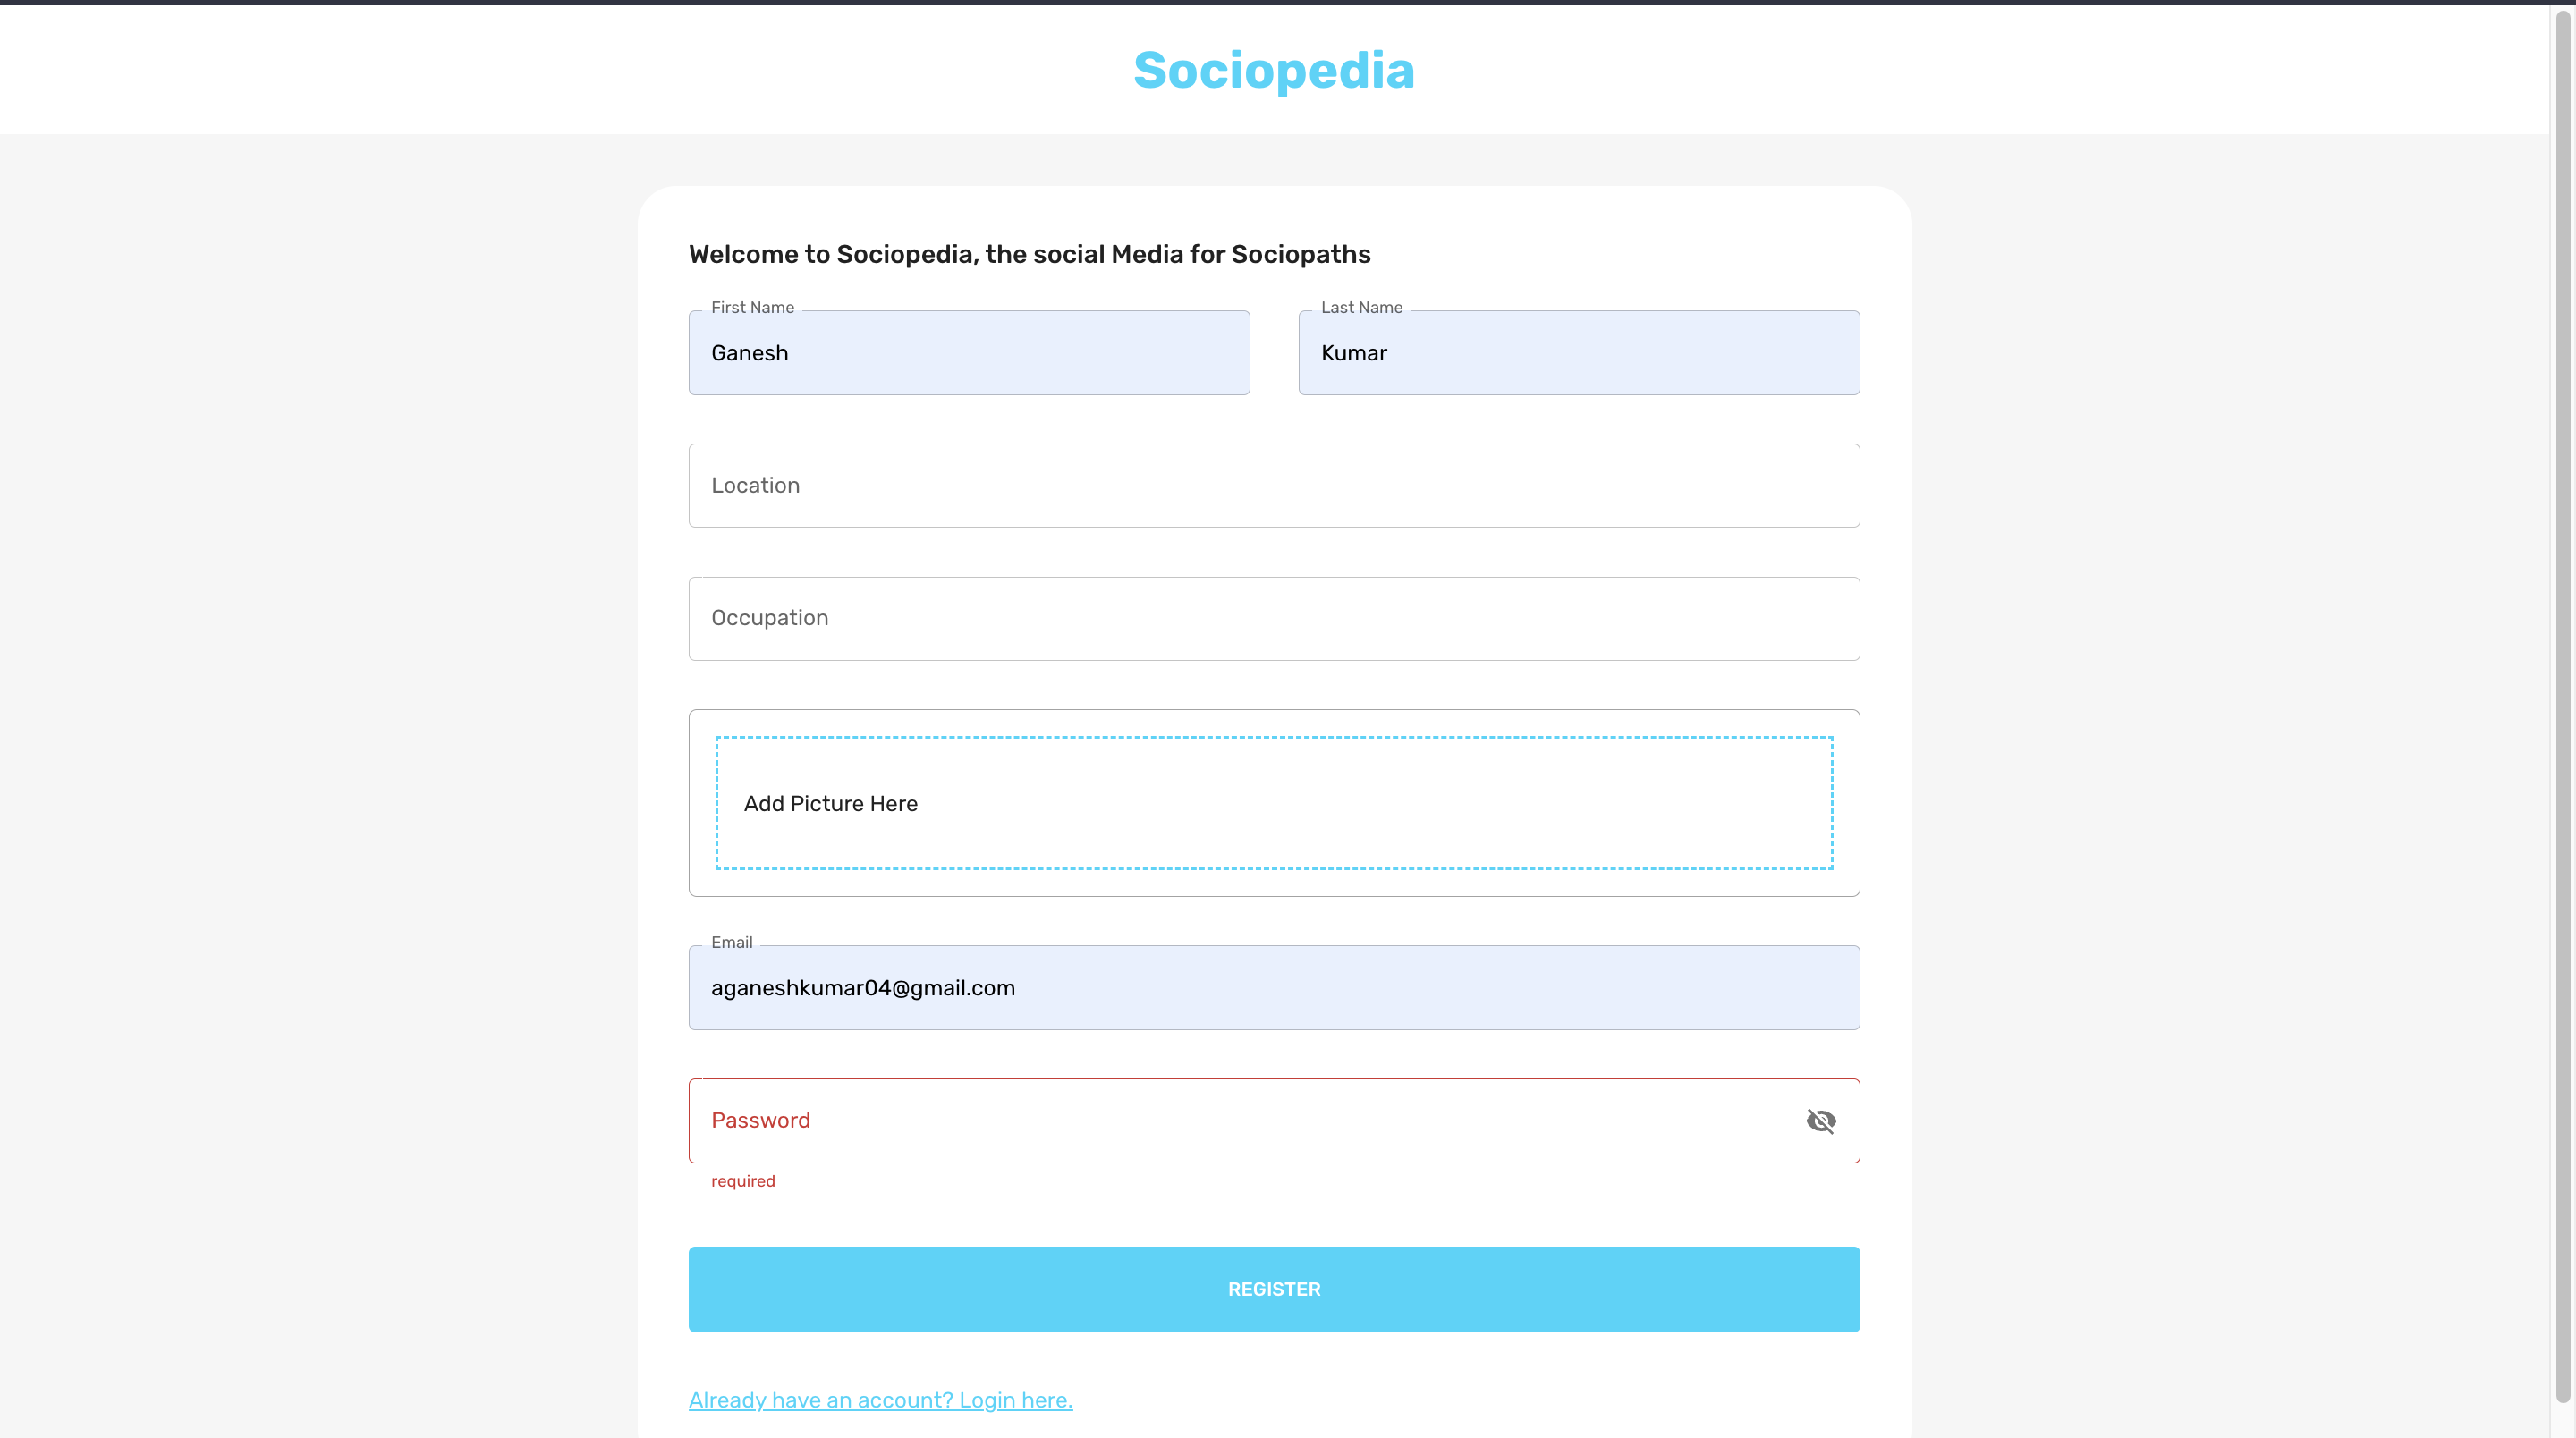 Sociopedia
Welcome to Sociopedia, the social Media for Sociopaths
First Name
Last Name
Ganesh
Kumar
Location
Occupation
Add Picture Here
Email
aganeshkumar04@gmail.com
Password
required
REGISTER
Already have an account? Login here.